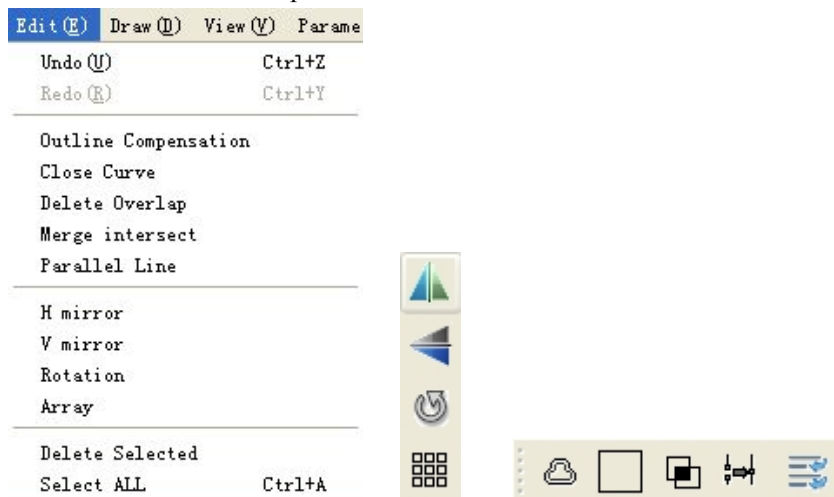 Edit(E) Draw(D) View(V) Parame
Undo(U) Ctrl+Z
Redo(R) Ctrl+Y
Outline Compensation
Close Curve
Delete Overlap
Merge intersect
Parallel Line
H mirror
V mirror
Rotation
Array
Delete Selected
Select ALL Ctrl+A